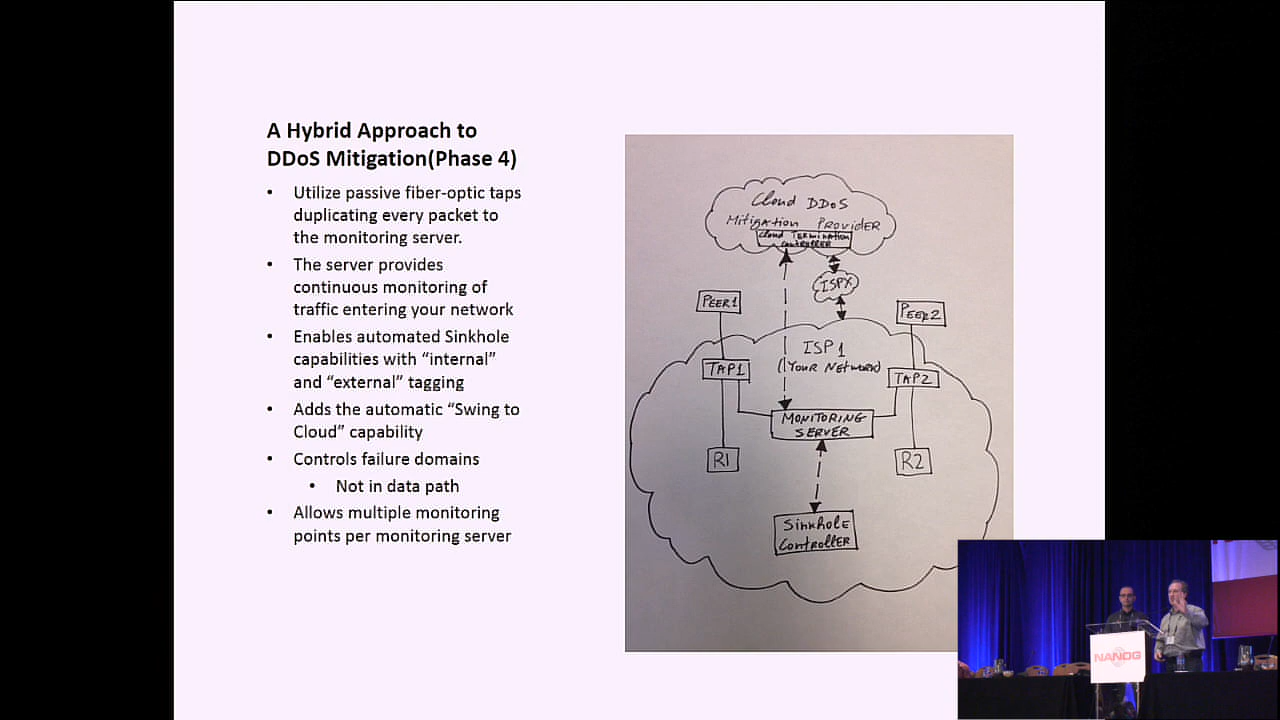 A Hybrid Approach to
DDoS Mitigation(Phase 4)
• Utilize passive fiber-optic taps
duplicating every packet to
the monitoring server.
• The server provides
continuous monitoring of
traffic entering your network
• Enables automated Sinkhole
capabilities with “internal”
and “external” tagging
• Adds the automatic “Swing to
Cloud” capability
• Controls failure domains
• Not in data path
• Allows multiple monitoring
points per monitoring server
Cloud DDoS
Mitigation PROVIDER
Cloud TERMINATION
CONTROLLER
ISPX
PEER1
PEER2
ISP1
(YOUR NETWORK)
TAP1
TAP2
MONITORING
SERVER
R1
R2
Sinkhole
CONTROLLER
NANOG